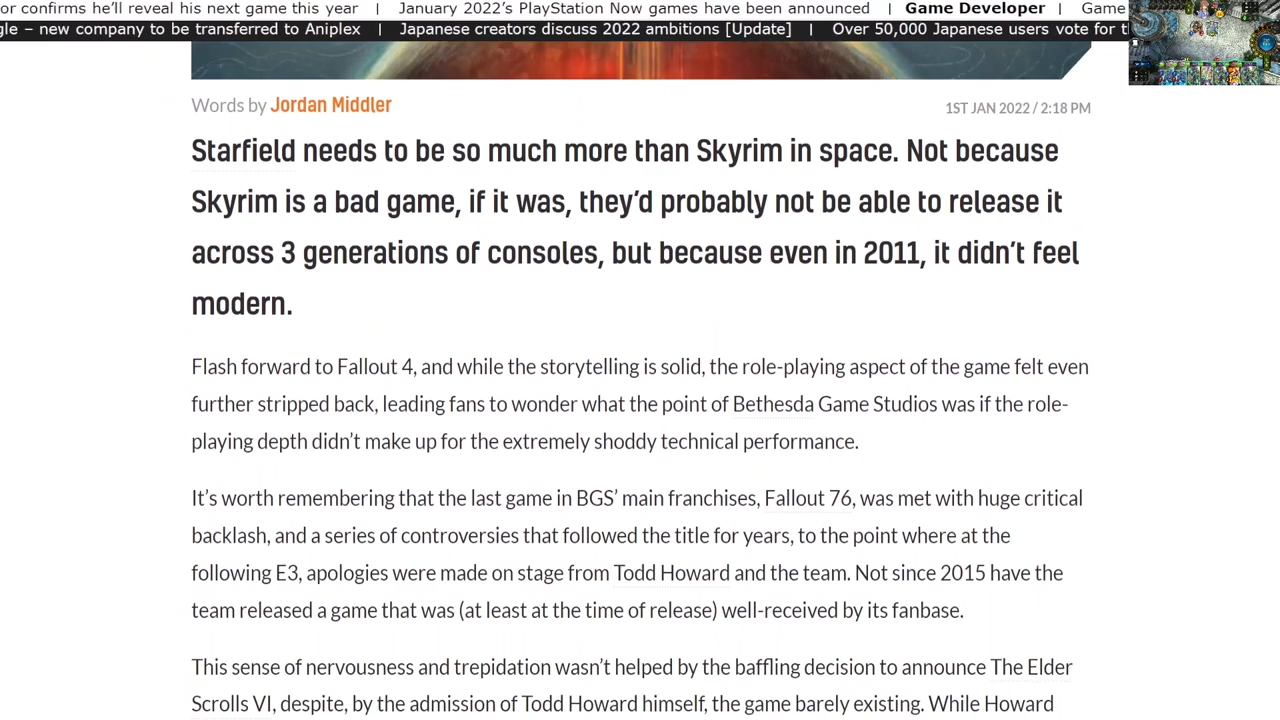 or confirms he'll reveal his next game this year | January 2022's PlayStation Now games have been announced | Game Developer | Game
gle – new company to be transferred to Aniplex | Japanese creators discuss 2022 ambitions [Update] | Over 50,000 Japanese users vote for t
Words by Jordan Middler
1ST JAN 2022 / 2:18 PM
Starfield needs to be so much more than Skyrim in space. Not because
Skyrim is a bad game, if it was, they'd probably not be able to release it
across 3 generations of consoles, but because even in 2011, it didn't feel
modern.
Flash forward to Fallout 4, and while the storytelling is solid, the role-playing aspect of the game felt even
further stripped back, leading fans to wonder what the point of Bethesda Game Studios was if the role-
playing depth didn't make up for the extremely shoddy technical performance.
It's worth remembering that the last game in BGS' main franchises, Fallout 76, was met with huge critical
backlash, and a series of controversies that followed the title for years, to the point where at the
following E3, apologies were made on stage from Todd Howard and the team. Not since 2015 have the
team released a game that was (at least at the time of release) well-received by its fanbase.
This sense of nervousness and trepidation wasn't helped by the baffling decision to announce The Elder
Scrolls VI, despite, by the admission of Todd Howard himself, the game barely existing. While Howard